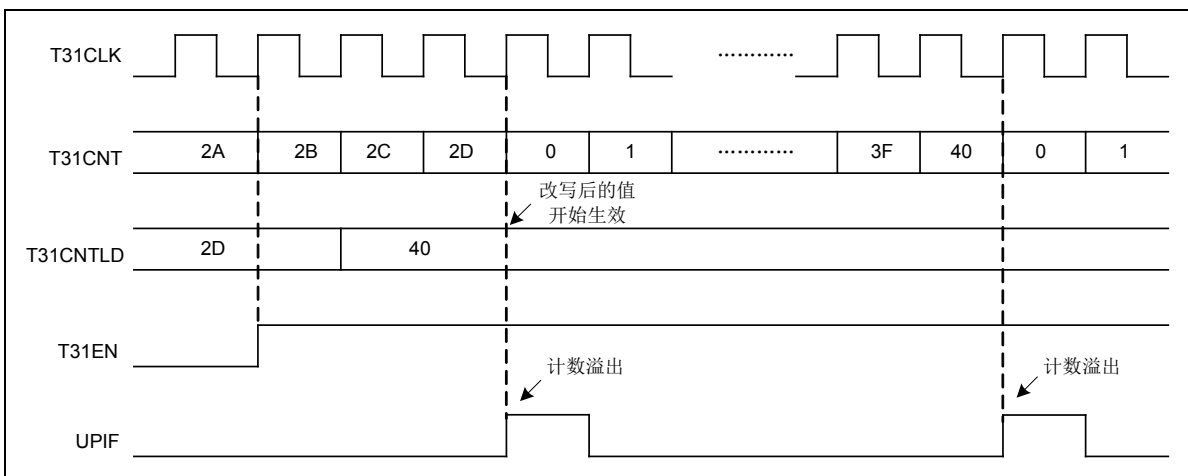 T31CLK
…………
T31CNT 2A 2B 2C 2D 0 1 ………… 3F 40 0 1
改写后的值
开始生效
T31CNTLD 2D 40
T31EN
计数溢出 计数溢出
UPIF